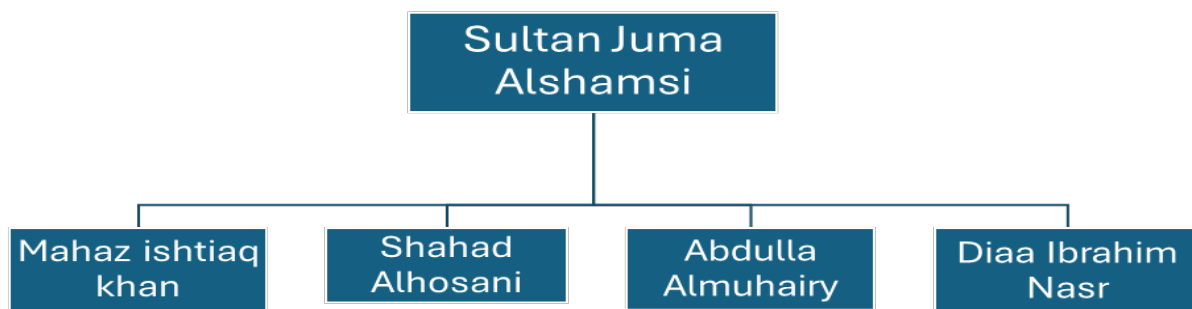 Sultan Juma
Alshamsi
Mahaz ishtiaq
khan
Shahad
Alhosani
Abdulla
Almuhairy
Diaa Ibrahim
Nasr